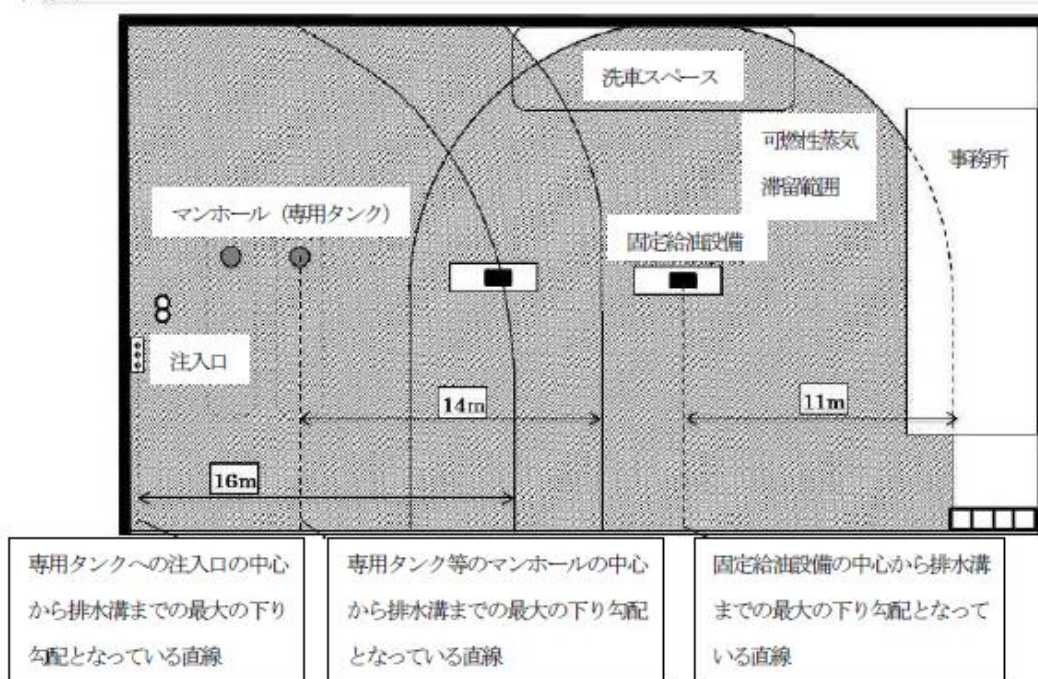 洗車スペース
可燃性蒸気
滞留範囲
事務所
マンホール（専用タンク）
固定給油設備
注入口
14m
11m
16m
専用タンクへの注入口の中心
から排水溝までの最大の下り
勾配となっている直線
専用タンク等のマンホールの中心
から排水溝までの最大の下り勾配
となっている直線
固定給油設備の中心から排水溝
までの最大の下り勾配となって
いる直線